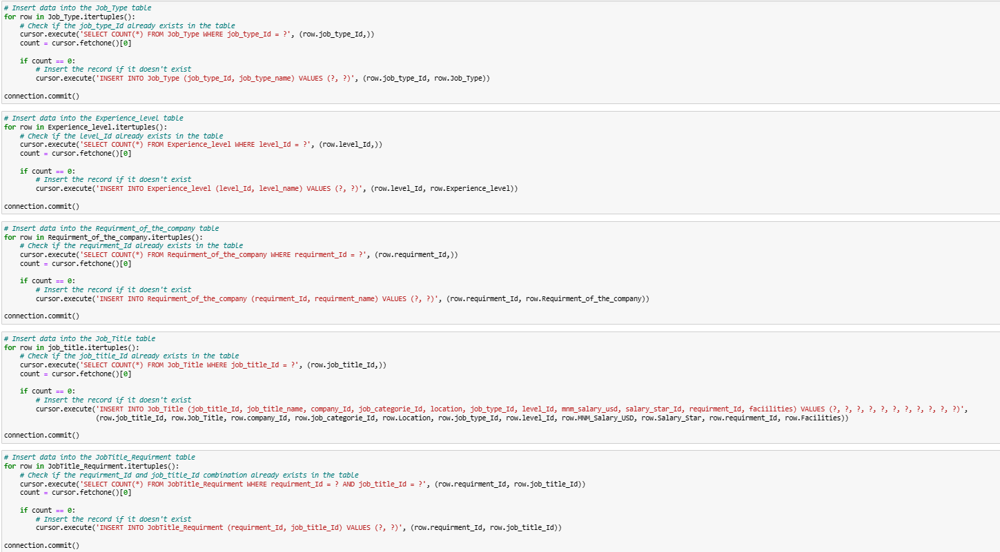 # Insert data into the Job_Type table
for row in Job_Type.itertuples():
    # Check if the job_type_Id already exists in the table
    cursor.execute('SELECT COUNT(*) FROM Job_Type WHERE job_type_Id = ?', (row.job_type_Id,))
    count = cursor.fetchone()[0]

    if count == 0:
        # Insert the record if it doesn't exist
        cursor.execute('INSERT INTO Job_Type (job_type_Id, job_type_name) VALUES (?, ?)', (row.job_type_Id, row.Job_Type))

connection.commit()

# Insert data into the Experience_level table
for row in Experience_level.itertuples():
    # Check if the level_Id already exists in the table
    cursor.execute('SELECT COUNT(*) FROM Experience_level WHERE level_Id = ?', (row.level_Id,))
    count = cursor.fetchone()[0]

    if count == 0:
        # Insert the record if it doesn't exist
        cursor.execute('INSERT INTO Experience_level (level_Id, level_name) VALUES (?, ?)', (row.level_Id, row.Experience_level))

connection.commit()

# Insert data into the Requirment_of_the_company table
for row in Requirment_of_the_company.itertuples():
    # Check if the requirment_Id already exists in the table
    cursor.execute('SELECT COUNT(*) FROM Requirment_of_the_company WHERE requirment_Id = ?', (row.requirment_Id,))
    count = cursor.fetchone()[0]

    if count == 0:
        # Insert the record if it doesn't exist
        cursor.execute('INSERT INTO Requirment_of_the_company (requirment_Id, requirment_name) VALUES (?, ?)', (row.requirment_Id, row.Requirment_of_the_company))

connection.commit()

# Insert data into the Job_Title table
for row in job_title.itertuples():
    # Check if the job_title_Id already exists in the table
    cursor.execute('SELECT COUNT(*) FROM Job_Title WHERE job_title_Id = ?', (row.job_title_Id,))
    count = cursor.fetchone()[0]

    if count == 0:
        # Insert the record if it doesn't exist
        cursor.execute('INSERT INTO Job_Title (job_title_Id, job_title_name, company_Id, job_categorie_Id, location, job_type_Id, level_Id, mnm_salary_usd, salary_star_Id, requirment_Id, faciilities) VALUES (?, ?, ?, ?, ?, ?, ?, ?, ?, ?, ?)',
                       (row.job_title_Id, row.Job_Title, row.company_Id, row.job_categorie_Id, row.Location, row.job_type_Id, row.level_Id, row.MNM_Salary_USD, row.Salary_Star, row.requirment_Id, row.Facilities))

connection.commit()

# Insert data into the JobTitle_Requirment table
for row in JobTitle_Requirment.itertuples():
    # Check if the requirment_Id and job_title_Id combination already exists in the table
    cursor.execute('SELECT COUNT(*) FROM JobTitle_Requirment WHERE requirment_Id = ? AND job_title_Id = ?', (row.requirment_Id, row.job_title_Id))
    count = cursor.fetchone()[0]

    if count == 0:
        # Insert the record if it doesn't exist
        cursor.execute('INSERT INTO JobTitle_Requirment (requirment_Id, job_title_Id) VALUES (?, ?)', (row.requirment_Id, row.job_title_Id))

connection.commit()